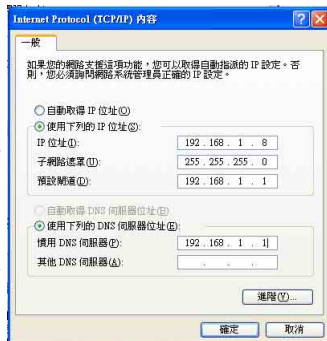 Internet Protocol (TCP/IP) 內容
一般
如果您的網路支援這項功能，您可以取得自動指派的 IP 設定。否
則，您必須詢問網路系統管理員正確的 IP 設定。
自動取得 IP 位址(O)
使用下列的 IP 位址(S):
IP 位址(I): 192 . 168 . 1 . 8
子網路遮罩(U): 255 . 255 . 255 . 0
預設閘道(D): 192 . 168 . 1 . 1
自動取得 DNS 伺服器位址(B)
使用下列的 DNS 伺服器位址(E):
慣用 DNS 伺服器(P): 192 . 168 . 1 . 1
其他 DNS 伺服器(A): . . .
進階(V)...
確定 取消